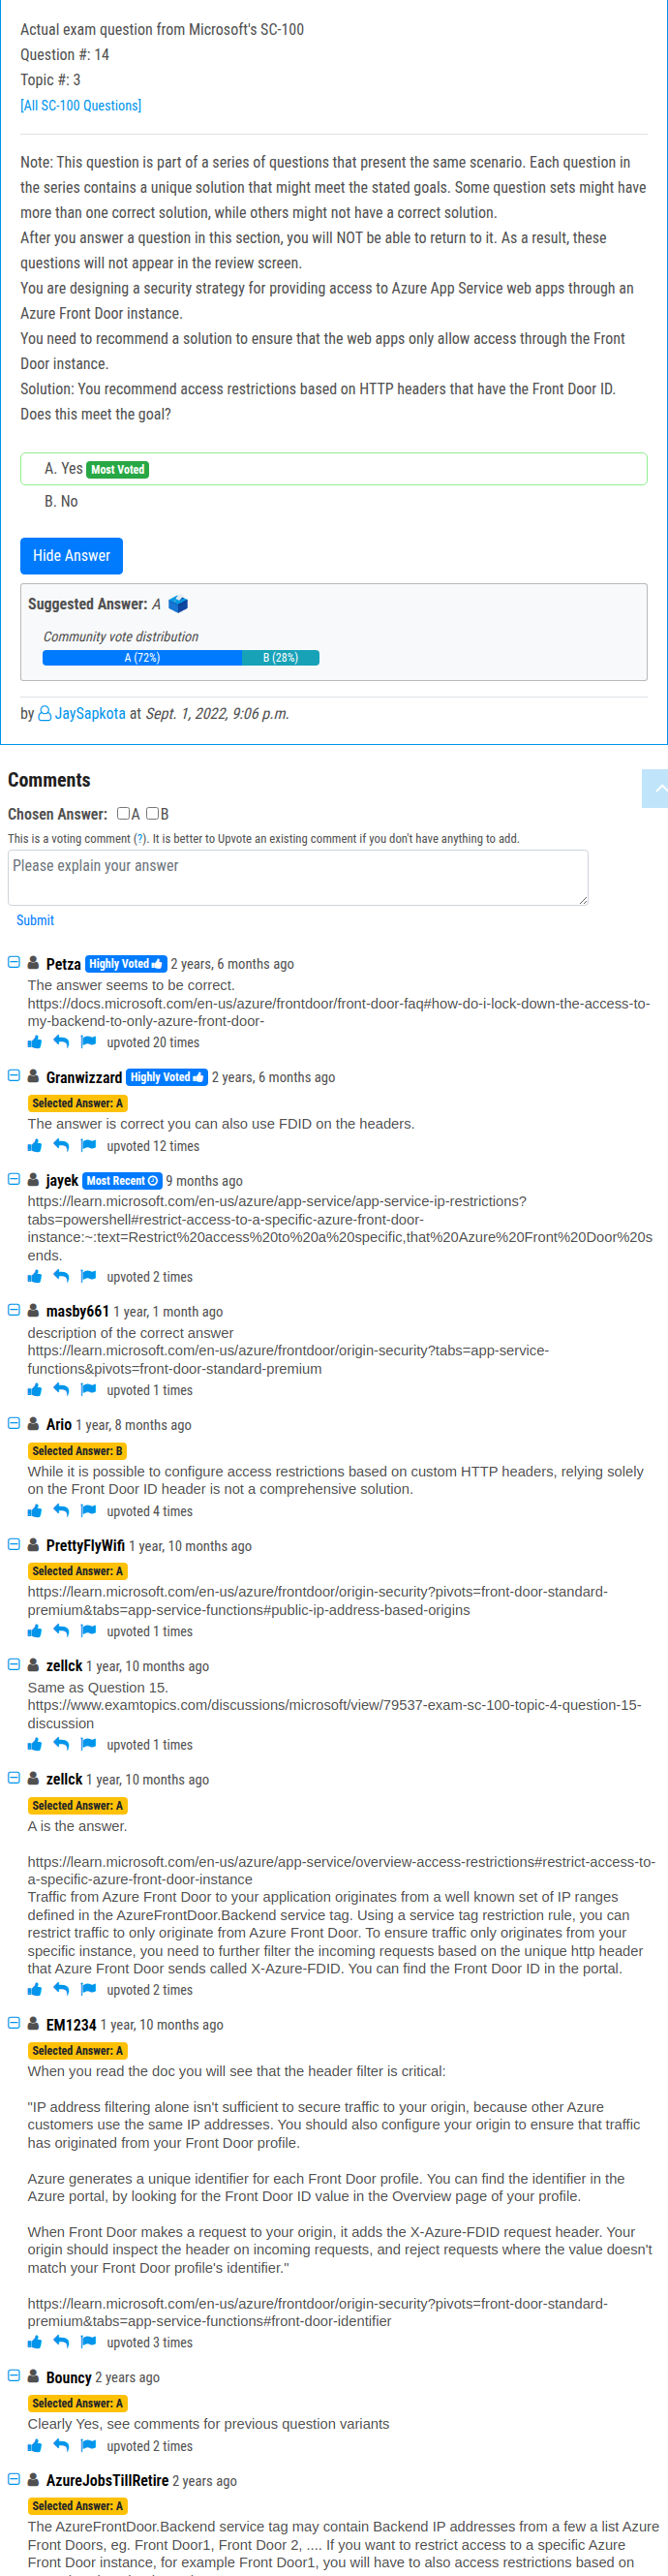 Actual exam question from Microsoft's SC-100
Question #: 14
Topic #: 3
[All SC-100 Questions]
Note: This question is part of a series of questions that present the same scenario. Each question in
the series contains a unique solution that might meet the stated goals. Some question sets might have
more than one correct solution, while others might not have a correct solution.
After you answer a question in this section, you will NOT be able to return to it. As a result, these
questions will not appear in the review screen.
You are designing a security strategy for providing access to Azure App Service web apps through an
Azure Front Door instance.
You need to recommend a solution to ensure that the web apps only allow access through the Front
Door instance.
Solution: You recommend access restrictions based on HTTP headers that have the Front Door ID.
Does this meet the goal?
A. Yes Most Voted
B. No
Hide Answer
Suggested Answer: A
Community vote distribution
A (72%) B (28%)
by JaySapkota at Sept. 1, 2022, 9:06 p.m.
Comments
Chosen Answer: A B
This is a voting comment (?). It is better to Upvote an existing comment if you don't have anything to add.
Please explain your answer
Submit
Petza Highly Voted 2 years, 6 months ago
The answer seems to be correct.
https://docs.microsoft.com/en-us/azure/frontdoor/front-door-faq#how-do-i-lock-down-the-access-to-
my-backend-to-only-azure-front-door-
upvoted 20 times
Granwizzard Highly Voted 2 years, 6 months ago
Selected Answer: A
The answer is correct you can also use FDID on the headers.
upvoted 12 times
jayek Most Recent 9 months ago
https://learn.microsoft.com/en-us/azure/app-service/app-service-ip-restrictions?
tabs=powershell#restrict-access-to-a-specific-azure-front-door-
instance:~:text=Restrict%20access%20to%20a%20specific,that%20Azure%20Front%20Door%20s
ends.
upvoted 2 times
masby661 1 year, 1 month ago
description of the correct answer
https://learn.microsoft.com/en-us/azure/frontdoor/origin-security?tabs=app-service-
functions&pivots=front-door-standard-premium
upvoted 1 times
Ario 1 year, 8 months ago
Selected Answer: B
While it is possible to configure access restrictions based on custom HTTP headers, relying solely
on the Front Door ID header is not a comprehensive solution.
upvoted 4 times
PrettyFlyWifi 1 year, 10 months ago
Selected Answer: A
https://learn.microsoft.com/en-us/azure/frontdoor/origin-security?pivots=front-door-standard-
premium&tabs=app-service-functions#public-ip-address-based-origins
upvoted 1 times
zellck 1 year, 10 months ago
Same as Question 15.
https://www.examtopics.com/discussions/microsoft/view/79537-exam-sc-100-topic-4-question-15-
discussion
upvoted 1 times
zellck 1 year, 10 months ago
Selected Answer: A
A is the answer.
https://learn.microsoft.com/en-us/azure/app-service/overview-access-restrictions#restrict-access-to-
a-specific-azure-front-door-instance
Traffic from Azure Front Door to your application originates from a well known set of IP ranges
defined in the AzureFrontDoor.Backend service tag. Using a service tag restriction rule, you can
restrict traffic to only originate from Azure Front Door. To ensure traffic only originates from your
specific instance, you need to further filter the incoming requests based on the unique http header
that Azure Front Door sends called X-Azure-FDID. You can find the Front Door ID in the portal.
upvoted 2 times
EM1234 1 year, 10 months ago
Selected Answer: A
When you read the doc you will see that the header filter is critical:
"IP address filtering alone isn't sufficient to secure traffic to your origin, because other Azure
customers use the same IP addresses. You should also configure your origin to ensure that traffic
has originated from your Front Door profile.
Azure generates a unique identifier for each Front Door profile. You can find the identifier in the
Azure portal, by looking for the Front Door ID value in the Overview page of your profile.
When Front Door makes a request to your origin, it adds the X-Azure-FDID request header. Your
origin should inspect the header on incoming requests, and reject requests where the value doesn't
match your Front Door profile's identifier."
https://learn.microsoft.com/en-us/azure/frontdoor/origin-security?pivots=front-door-standard-
premium&tabs=app-service-functions#front-door-identifier
upvoted 3 times
Bouncy 2 years ago
Selected Answer: A
Clearly Yes, see comments for previous question variants
upvoted 2 times
AzureJobsTillRetire 2 years ago
Selected Answer: A
The AzureFrontDoor.Backend service tag may contain Backend IP addresses from a few a list Azure
Front Doors, eg. Front Door1, Front Door 2, .... If you want to restrict access to a specific Azure
Front Door instance, for example Front Door1, you will have to also access restrictions based on